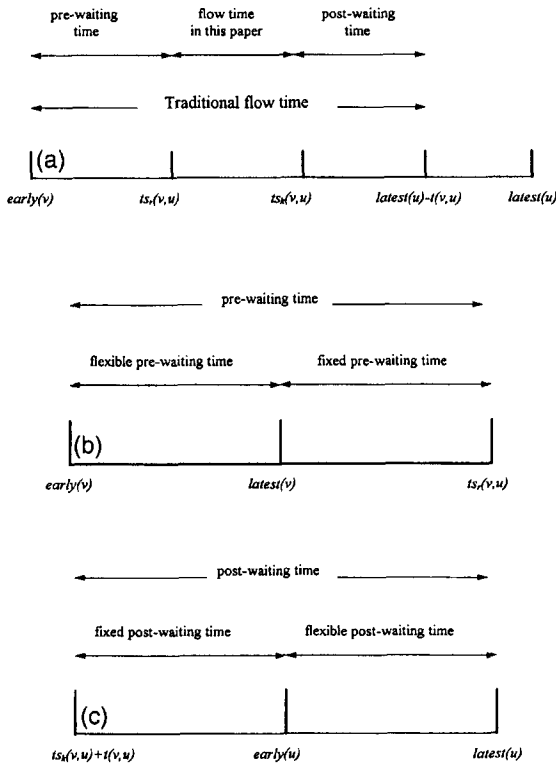 pre-waiting time
flow time in this paper
post-waiting time
Traditional flow time
(a)
early(v) ts_r(v,u) ts_k(v,u) latest(u)-t(v,u) latest(u)
pre-waiting time
flexible pre-waiting time fixed pre-waiting time
(b)
early(v) latest(v) ts_r(v,u)
post-waiting time
fixed post-waiting time flexible post-waiting time
(c)
ts_k(v,u)+t(v,u) early(u) latest(u)